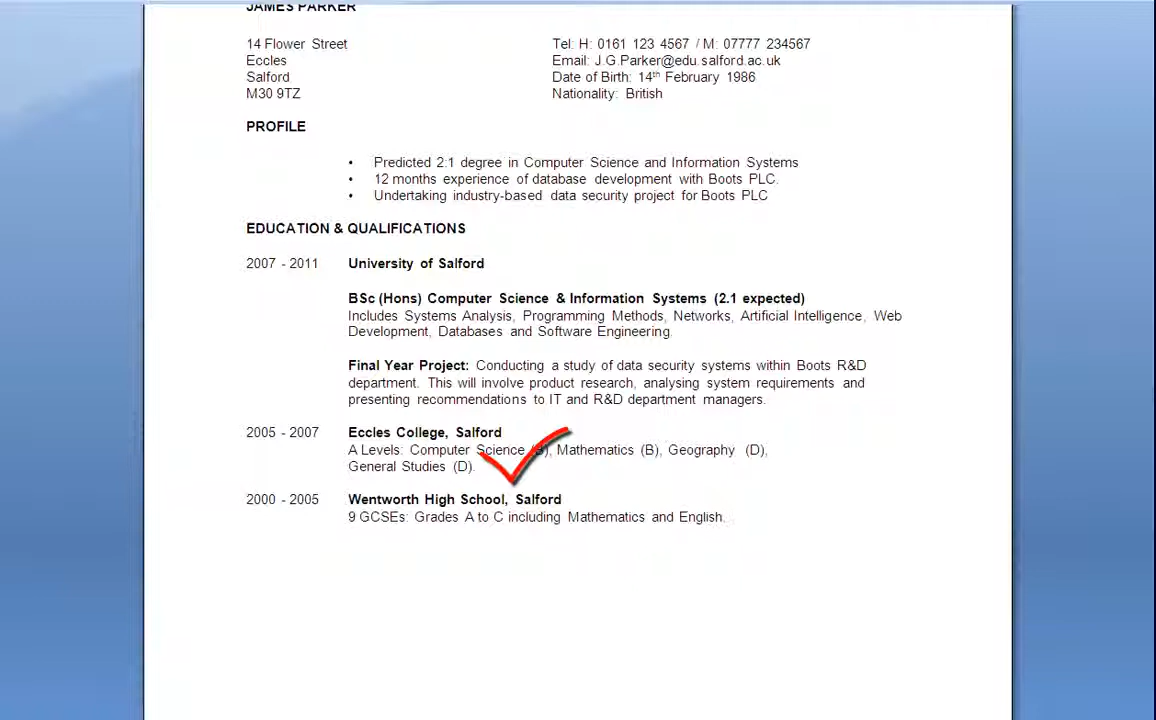 JAMES PARKER
14 Flower Street
Eccles
Salford
M30 9TZ
Tel: H: 0161 123 4567 / M: 07777 234567
Email: J.G.Parker@edu.salford.ac.uk
Date of Birth: 14th February 1986
Nationality: British
PROFILE
• Predicted 2:1 degree in Computer Science and Information Systems
• 12 months experience of database development with Boots PLC.
• Undertaking industry-based data security project for Boots PLC
EDUCATION & QUALIFICATIONS
2007 - 2011 University of Salford
BSc (Hons) Computer Science & Information Systems (2.1 expected)
Includes Systems Analysis, Programming Methods, Networks, Artificial Intelligence, Web
Development, Databases and Software Engineering.
Final Year Project: Conducting a study of data security systems within Boots R&D
department. This will involve product research, analysing system requirements and
presenting recommendations to IT and R&D department managers.
2005 - 2007 Eccles College, Salford
A Levels: Computer Science Mathematics (B), Geography (D),
General Studies (D).
2000 - 2005 Wentworth High School, Salford
9 GCSEs: Grades A to C including Mathematics and English.